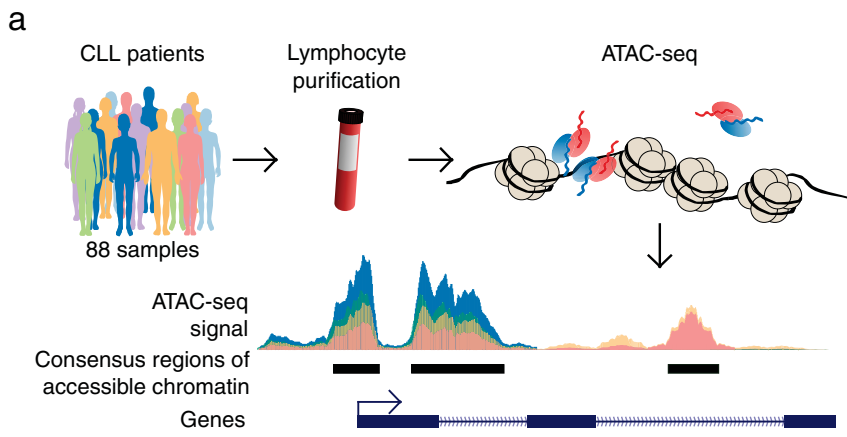 a
CLL patients
Lymphocyte
purification
ATAC-seq
88 samples
ATAC-seq
signal
Consensus regions of
accessible chromatin
Genes